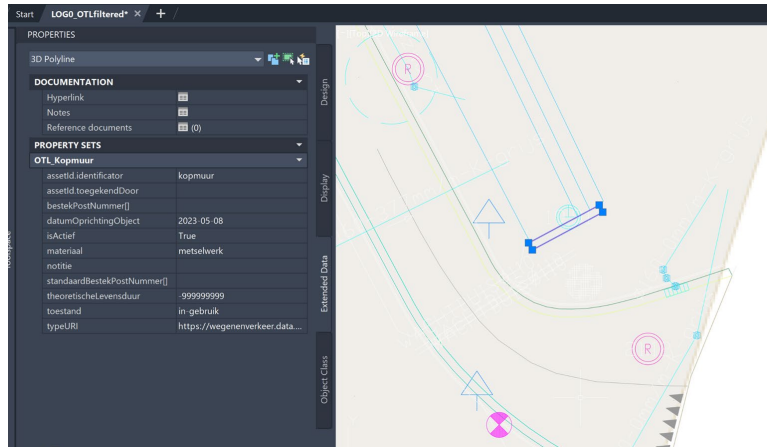 Start LOG0_OTLfiltered* × +
PROPERTIES
3D Polyline
DOCUMENTATION
Hyperlink
Notes
Reference documents (0)
PROPERTY SETS
OTL_Kopmuur
assetId.identificator kopmuur
assetId.toegekendDoor
bestekPostNummer[]
datumOprichtingObject 2023-05-08
isActief True
materiaal metselwerk
notitie
standaardBestekPostNummer[]
theoretischeLevensduur -999999999
toestand in-gebruik
typeURI https://wegenenverkeer.data....
Design
Display
Extended Data
Object Class
R
R